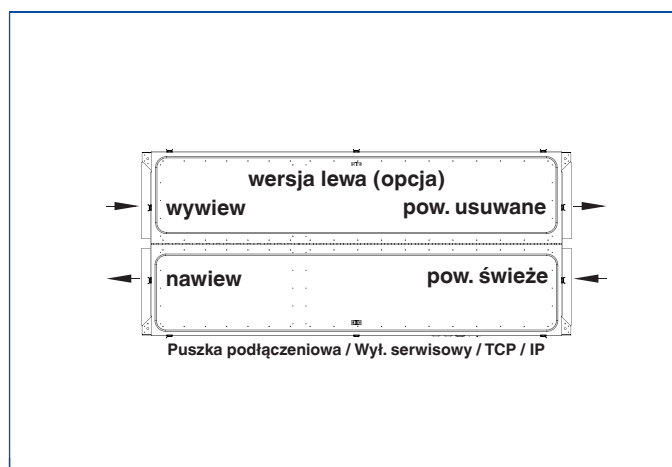 wersja lewa (opcja)
wywiew pow. usuwane
nawiew pow. świeże
Puszka podłączeniowa / Wył. serwisowy / TCP / IP